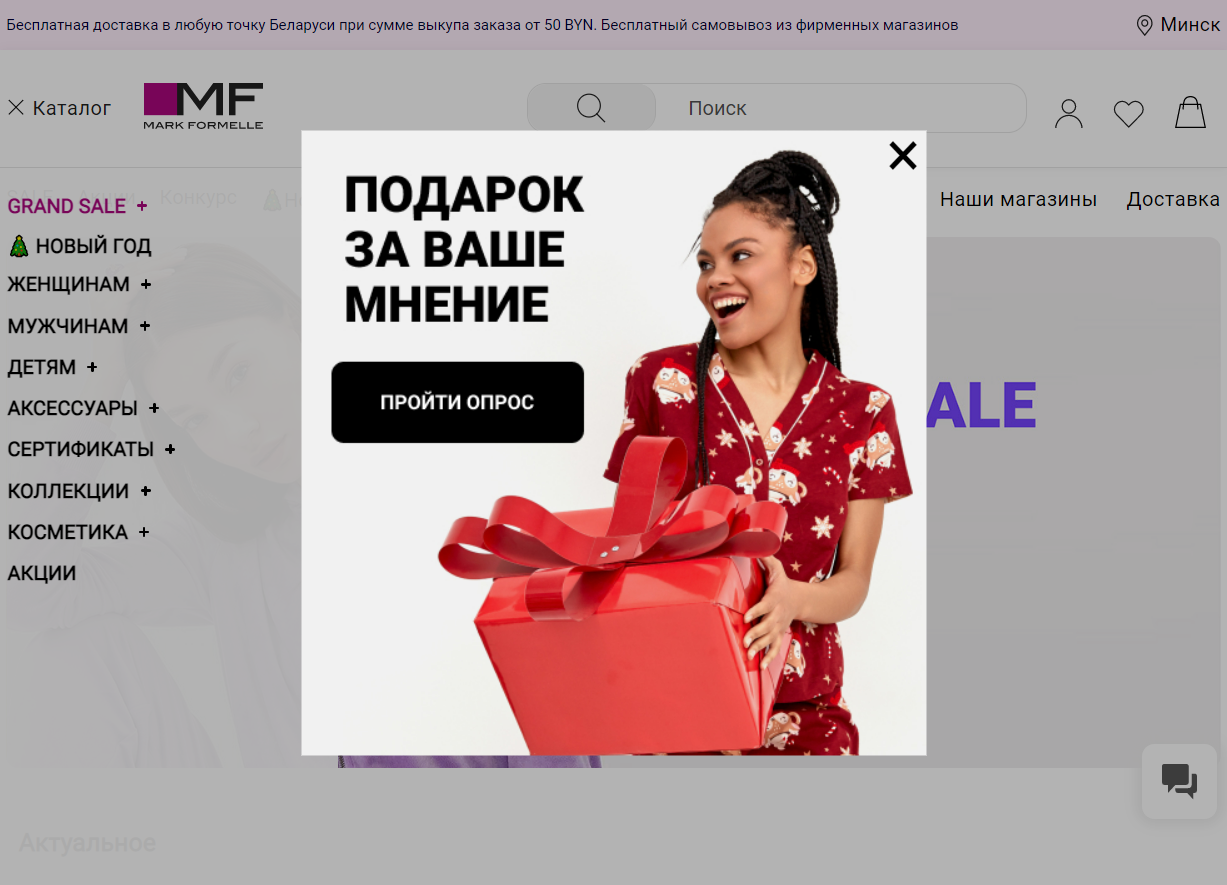 Бесплатная доставка в любую точку Беларуси при сумме выкупа заказа от 50 BYN. Бесплатный самовывоз из фирменных магазинов
Минск
Каталог
MF
MARK FORMELLE
Поиск
Конкурс
Наши магазины
Доставка
GRAND SALE +
НОВЫЙ ГОД
ЖЕНЩИНАМ +
МУЖЧИНАМ +
ДЕТЯМ +
АКСЕССУАРЫ +
СЕРТИФИКАТЫ +
КОЛЛЕКЦИИ +
КОСМЕТИКА +
АКЦИИ
ПОДАРОК
ЗА ВАШЕ
МНЕНИЕ
ПРОЙТИ ОПРОС
ALE
Актуальное